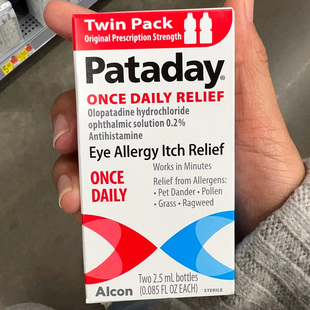 Twin Pack
Original Prescription Strength
Pataday®
ONCE DAILY RELIEF
Olopatadine hydrochloride
ophthalmic solution 0.2%
Antihistamine
Eye Allergy Itch Relief
Works in Minutes
ONCE
DAILY
Relief from Allergens:
• Pet Dander • Pollen
• Grass • Ragweed
Two 2.5 mL bottles
(0.085 FL OZ EACH)
Alcon
STERILE